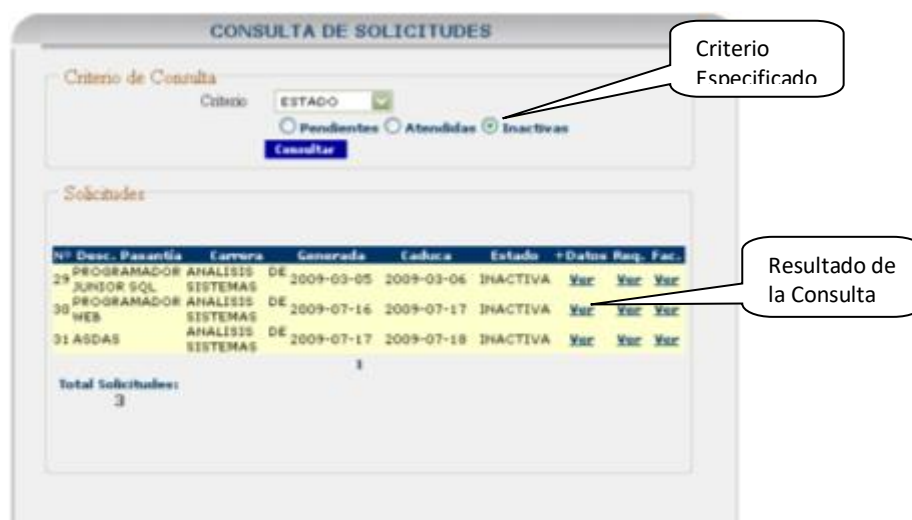 CONSULTA DE SOLICITUDES
Criterio
Especificado
Criterio de Consulta
Criterio ESTADO
Pendientes Atendidas Inactivas
Consultar
Solicitudes
Nº Desc. Pasantía Carrera Generada Caduca Estado +Datos Req. Fac.
29 PROGRAMADOR JUNIOR SQL ANALISIS DE SISTEMAS 2009-03-05 2009-03-06 INACTIVA Ver Ver Ver
30 PROGRAMADOR WEB ANALISIS DE SISTEMAS 2009-07-16 2009-07-17 INACTIVA Ver Ver Ver
31 ASDAS ANALISIS DE SISTEMAS 2009-07-17 2009-07-18 INACTIVA Ver Ver Ver
1
Total Solicitudes:
3
Resultado de
la Consulta